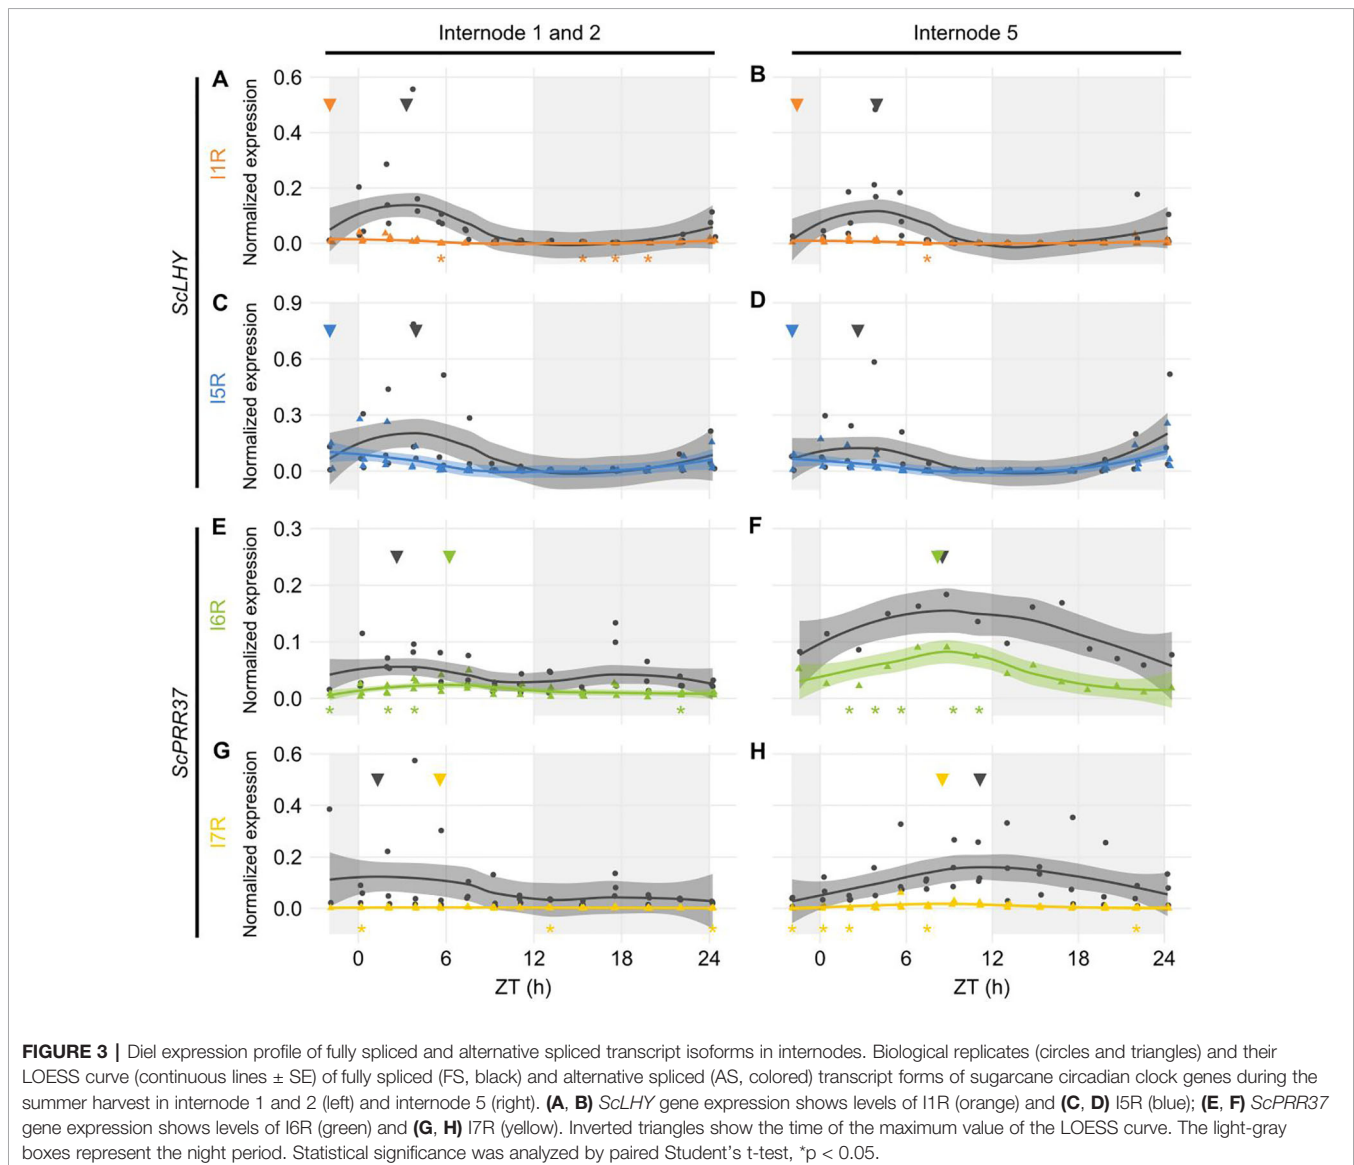 Internode 1 and 2
Internode 5
A
B
0.6
0.4
0.2
0.0
Normalized expression
I1R
*
*
*
*
*
ScLHY
C
D
0.9
0.6
0.3
0.0
Normalized expression
I5R
E
F
0.3
0.2
0.1
0.0
Normalized expression
I6R
*
*
*
*
*
*
*
*
*
ScPRR37
G
H
0.6
0.4
0.2
0.0
Normalized expression
I7R
*
*
*
*
*
*
*
*
0 6 12 18 24
0 6 12 18 24
ZT (h)
ZT (h)
FIGURE 3 | Diel expression profile of fully spliced and alternative spliced transcript isoforms in internodes. Biological replicates (circles and triangles) and their
LOESS curve (continuous lines ± SE) of fully spliced (FS, black) and alternative spliced (AS, colored) transcript forms of sugarcane circadian clock genes during the
summer harvest in internode 1 and 2 (left) and internode 5 (right). (A, B) ScLHY gene expression shows levels of I1R (orange) and (C, D) I5R (blue); (E, F) ScPRR37
gene expression shows levels of I6R (green) and (G, H) I7R (yellow). Inverted triangles show the time of the maximum value of the LOESS curve. The light-gray
boxes represent the night period. Statistical significance was analyzed by paired Student's t-test, *p < 0.05.